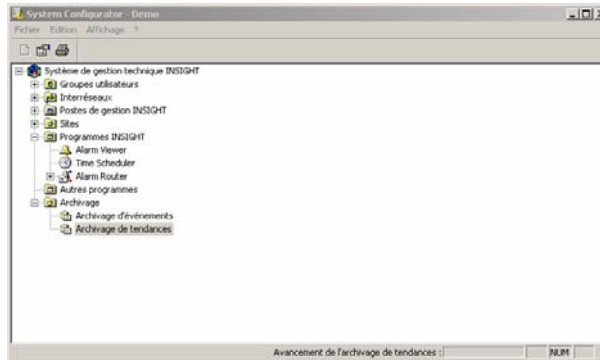 System Configurator - Demo
Fichier Edition Affichage ?
Système de gestion technique INSIGHT
Groupes utilisateurs
Interréseaux
Postes de gestion INSIGHT
Sites
Programmes INSIGHT
Alarm Viewer
Time Scheduler
Alarm Router
Autres programmes
Archivage
Archivage d'événements
Archivage de tendances
Avancement de l'archivage de tendances : NUM